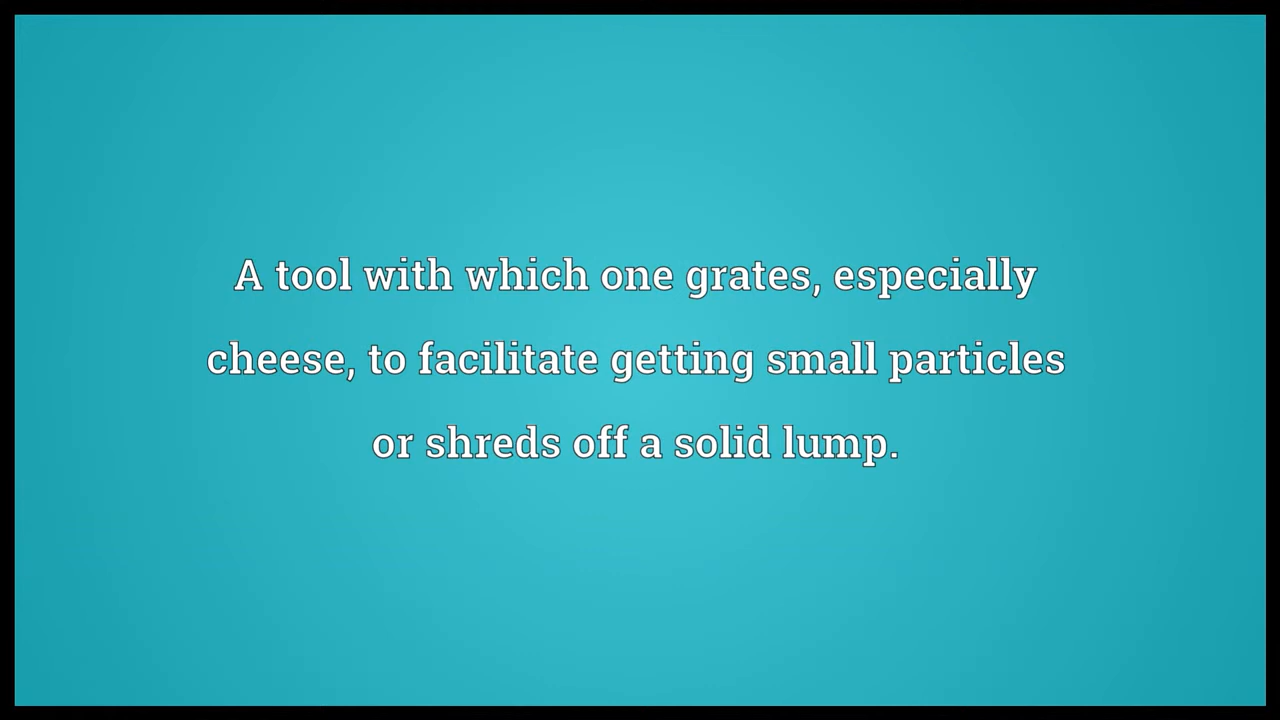 A tool with which one grates, especially
cheese, to facilitate getting small particles
or shreds off a solid lump.